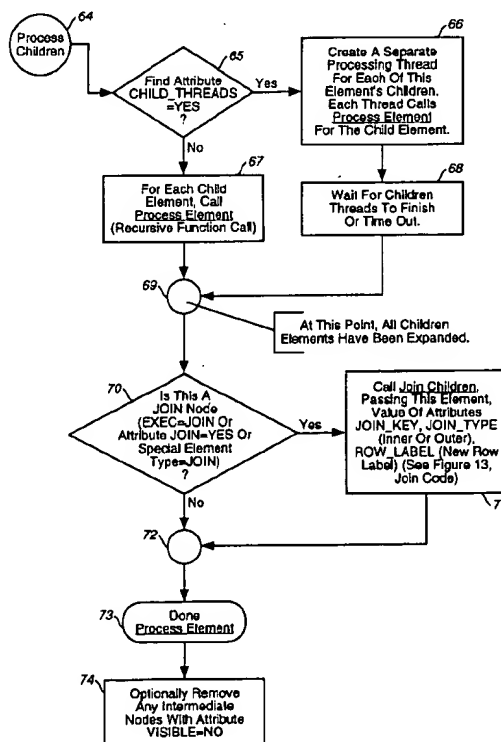 64
Process
Children
65
Find Attribute
CHILD_THREADS
=YES
?
Yes
66
Create A Separate
Processing Thread
For Each Of This
Element's Children.
Each Thread Calls
Process Element
For The Child Element.
No
67
For Each Child
Element, Call
Process Element
(Recursive Function Call)
68
Wait For Children
Threads To Finish
Or Time Out.
69
At This Point, All Children
Elements Have Been Expanded.
70
Is This A
JOIN Node
(EXEC=JOIN Or
Attribute JOIN=YES Or
Special Element
Type=JOIN)
?
Yes
Call Join Children,
Passing This Element,
Value Of Attributes
JOIN_KEY, JOIN_TYPE
(Inner Or Outer),
ROW_LABEL (New Row
Label) (See Figure 13,
Join Code)
7
No
72
73
Done
Process Element
74
Optionally Remove
Any Intermediate
Nodes With Attribute
VISIBLE=NO